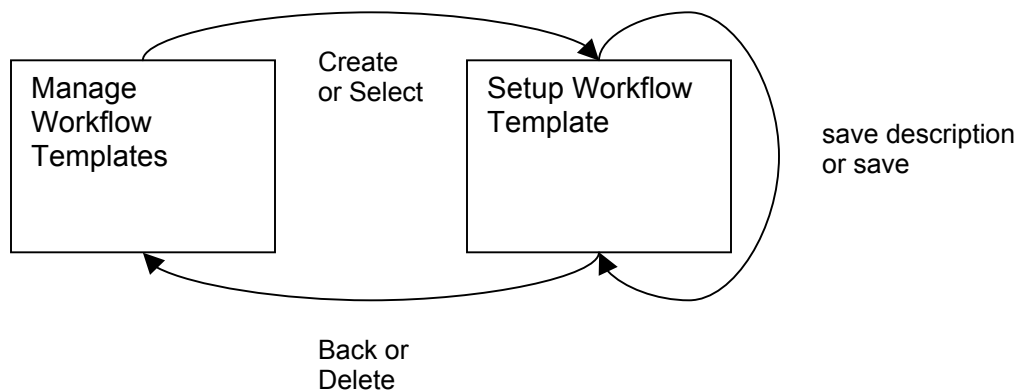 Manage
Workflow
Templates
Create
or Select
Setup Workflow
Template
save description
or save
Back or
Delete